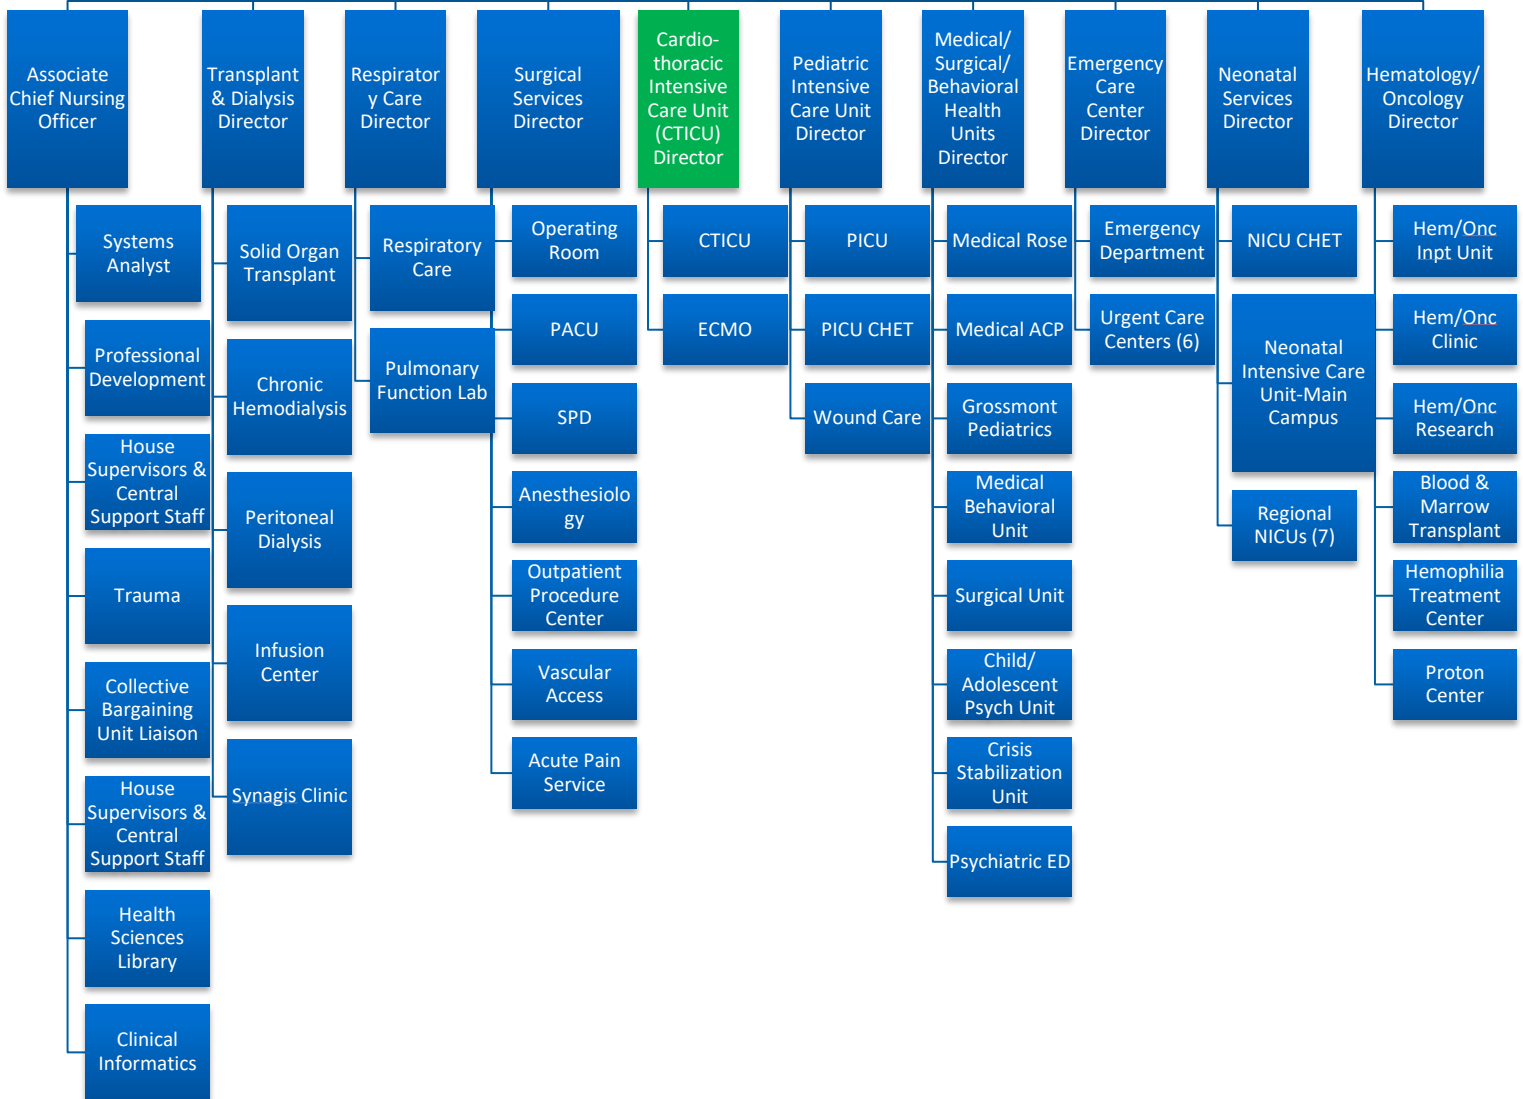 Associate
Chief Nursing
Officer
Systems
Analyst
Professional
Development
House
Supervisors &
Central
Support Staff
Trauma
Collective
Bargaining
Unit Liaison
House
Supervisors &
Central
Support Staff
Health
Sciences
Library
Clinical
Informatics
Transplant
& Dialysis
Director
Solid Organ
Transplant
Chronic
Hemodialysis
Peritoneal
Dialysis
Infusion
Center
Synagis Clinic
Respirator
y Care
Director
Respiratory
Care
Pulmonary
Function Lab
Surgical
Services
Director
Operating
Room
PACU
SPD
Anesthesiolo
gy
Outpatient
Procedure
Center
Vascular
Access
Acute Pain
Service
Cardio-
thoracic
Intensive
Care Unit
(CTICU)
Director
CTICU
ECMO
Pediatric
Intensive
Care Unit
Director
PICU
PICU CHET
Wound Care
Medical/
Surgical/
Behavioral
Health
Units
Director
Medical Rose
Medical ACP
Grossmont
Pediatrics
Medical
Behavioral
Unit
Surgical Unit
Child/
Adolescent
Psych Unit
Crisis
Stabilization
Unit
Psychiatric ED
Emergency
Care
Center
Director
Emergency
Department
Urgent Care
Centers (6)
Neonatal
Services
Director
NICU CHET
Neonatal
Intensive Care
Unit-Main
Campus
Regional
NICUs (7)
Hematology/
Oncology
Director
Hem/Onc
Inpt Unit
Hem/Onc
Clinic
Hem/Onc
Research
Blood &
Marrow
Transplant
Hemophilia
Treatment
Center
Proton
Center